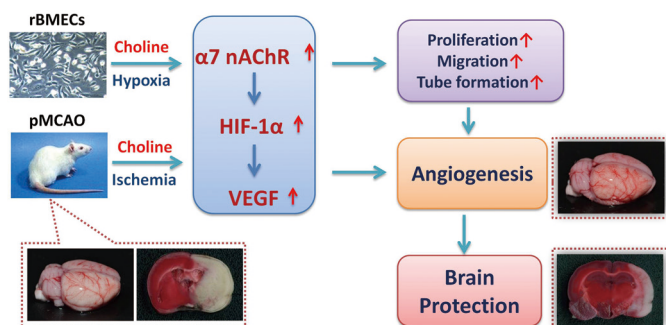 rBMECs
Choline
Hypoxia
pMCAO
Choline
Ischemia
α7 nAChR ↑
HIF-1α ↑
VEGF ↑
Proliferation↑
Migration↑
Tube formation↑
Angiogenesis
Brain
Protection